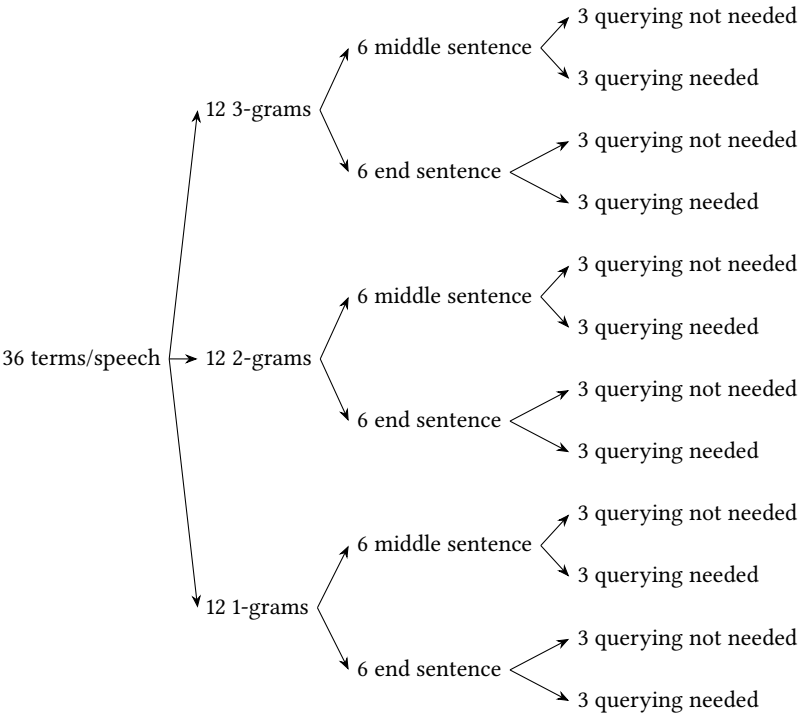 3 querying not needed
6 middle sentence
3 querying needed
12 3-grams
3 querying not needed
6 end sentence
3 querying needed
3 querying not needed
6 middle sentence
3 querying needed
36 terms/speech
12 2-grams
3 querying not needed
6 end sentence
3 querying needed
3 querying not needed
6 middle sentence
3 querying needed
12 1-grams
3 querying not needed
6 end sentence
3 querying needed